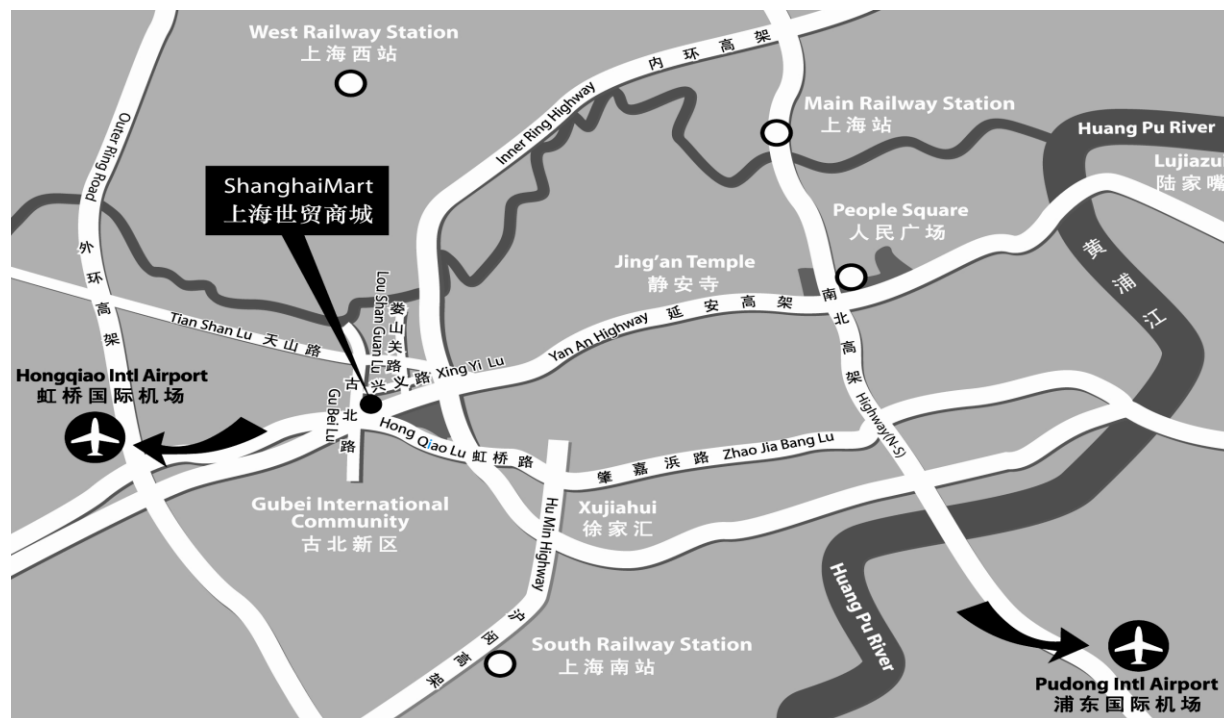 West Railway Station
上海西站
内环高架
Inner Ring Highway
Main Railway Station
上海站
Huang Pu River
Lujiazui
陆家嘴
Outer Ring Road
外环高架
ShanghaiMart
上海世贸商城
People Square
人民广场
黄浦江
Jing'an Temple
静安寺
Lou Shan Guan Lu
娄山关路
Tian Shan Lu 天山路
Yan An Highway 延安高架
南北高架
Highway(N-S)
兴义路 Xing Yi Lu
Hongqiao Intl Airport
虹桥国际机场
古北路
Gu Bei Lu
Hong Qiao Lu 虹桥路
肇嘉浜路 Zhao Jia Bang Lu
Gubei International
Community
古北新区
Xujiahui
徐家汇
Hu Min Highway
沪闵高架
South Railway Station
上海南站
Huang Pu River
Pudong Intl Airport
浦东国际机场